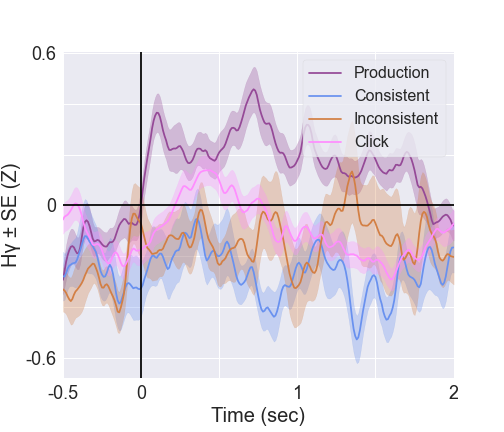 0.6
0
-0.6
Hγ ± SE (Z)
Production
Consistent
Inconsistent
Click
-0.5
0
1
2
Time (sec)